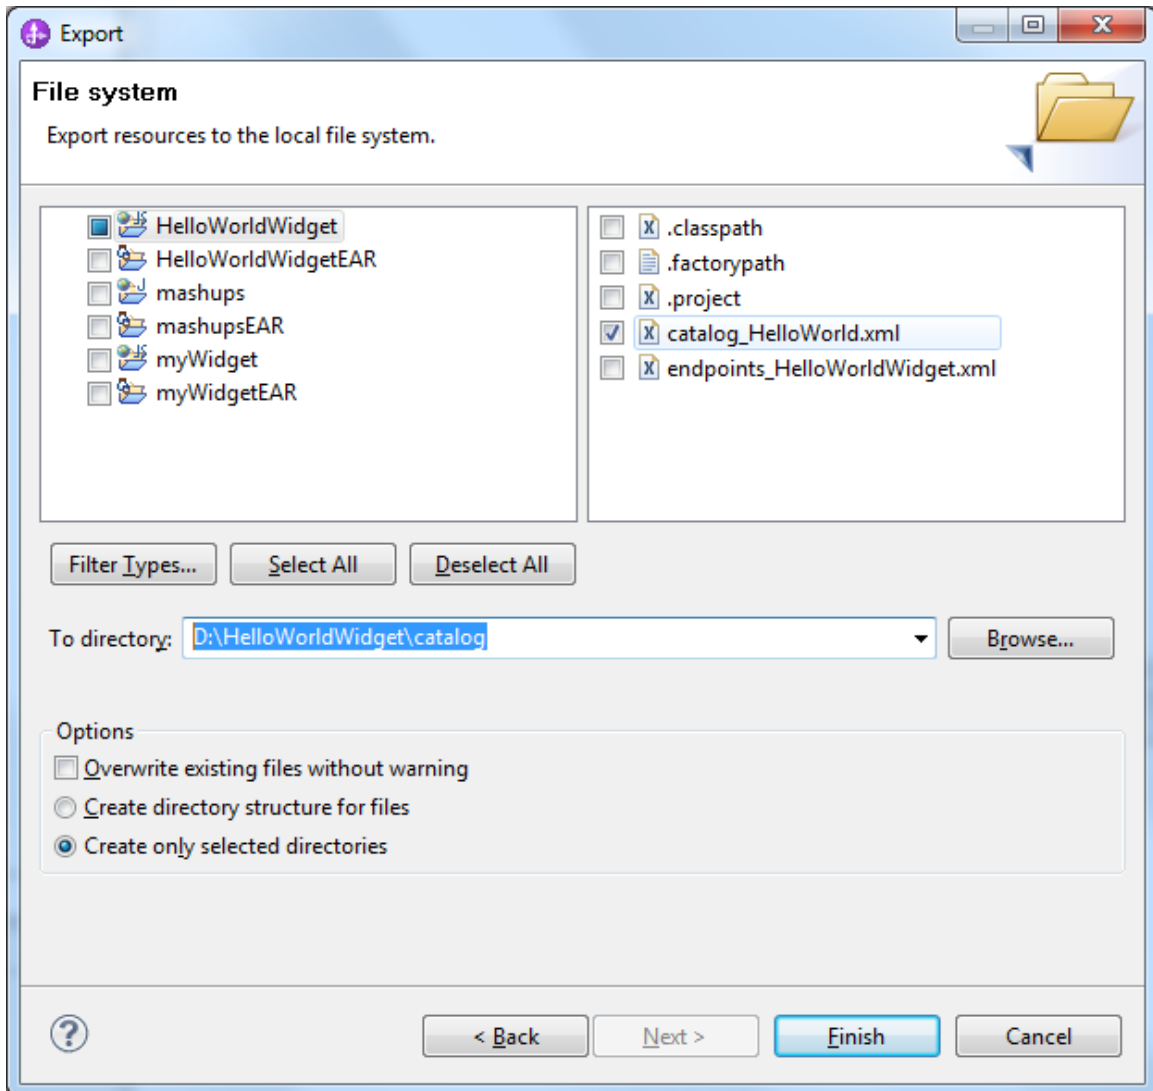 Export
File system
Export resources to the local file system.
HelloWorldWidget
HelloWorldWidgetEAR
mashups
mashupsEAR
myWidget
myWidgetEAR
.classpath
.factorypath
.project
catalog_HelloWorld.xml
endpoints_HelloWorldWidget.xml
Filter Types... Select All Deselect All
To directory: D:\HelloWorldWidget\catalog Browse...
Options
Overwrite existing files without warning
Create directory structure for files
Create only selected directories
? < Back Next > Finish Cancel